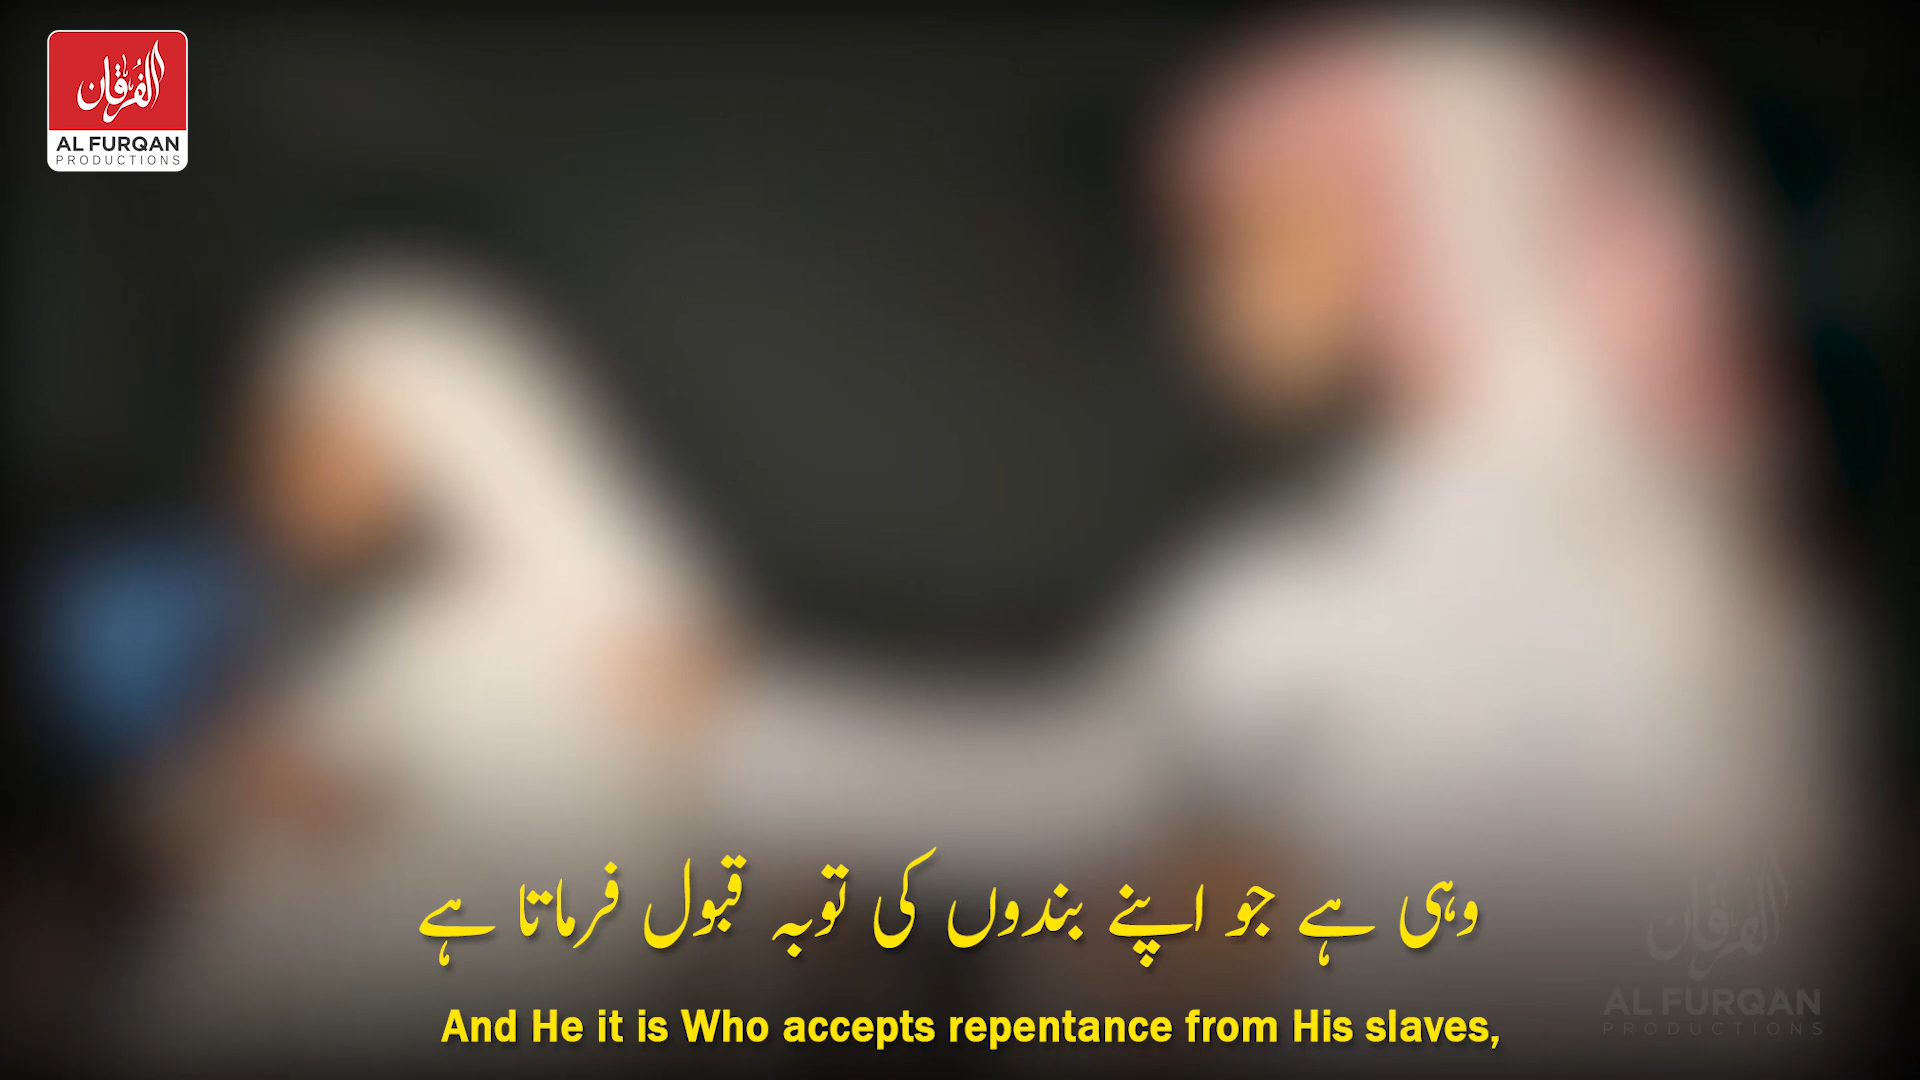 الفرقان
AL FURQAN
PRODUCTIONS
وہی ہے جو اپنے بندوں کی توبہ قبول فرماتا ہے
And He it is Who accepts repentance from His slaves,
الفرقان
AL FURQAN
PRODUCTIONS